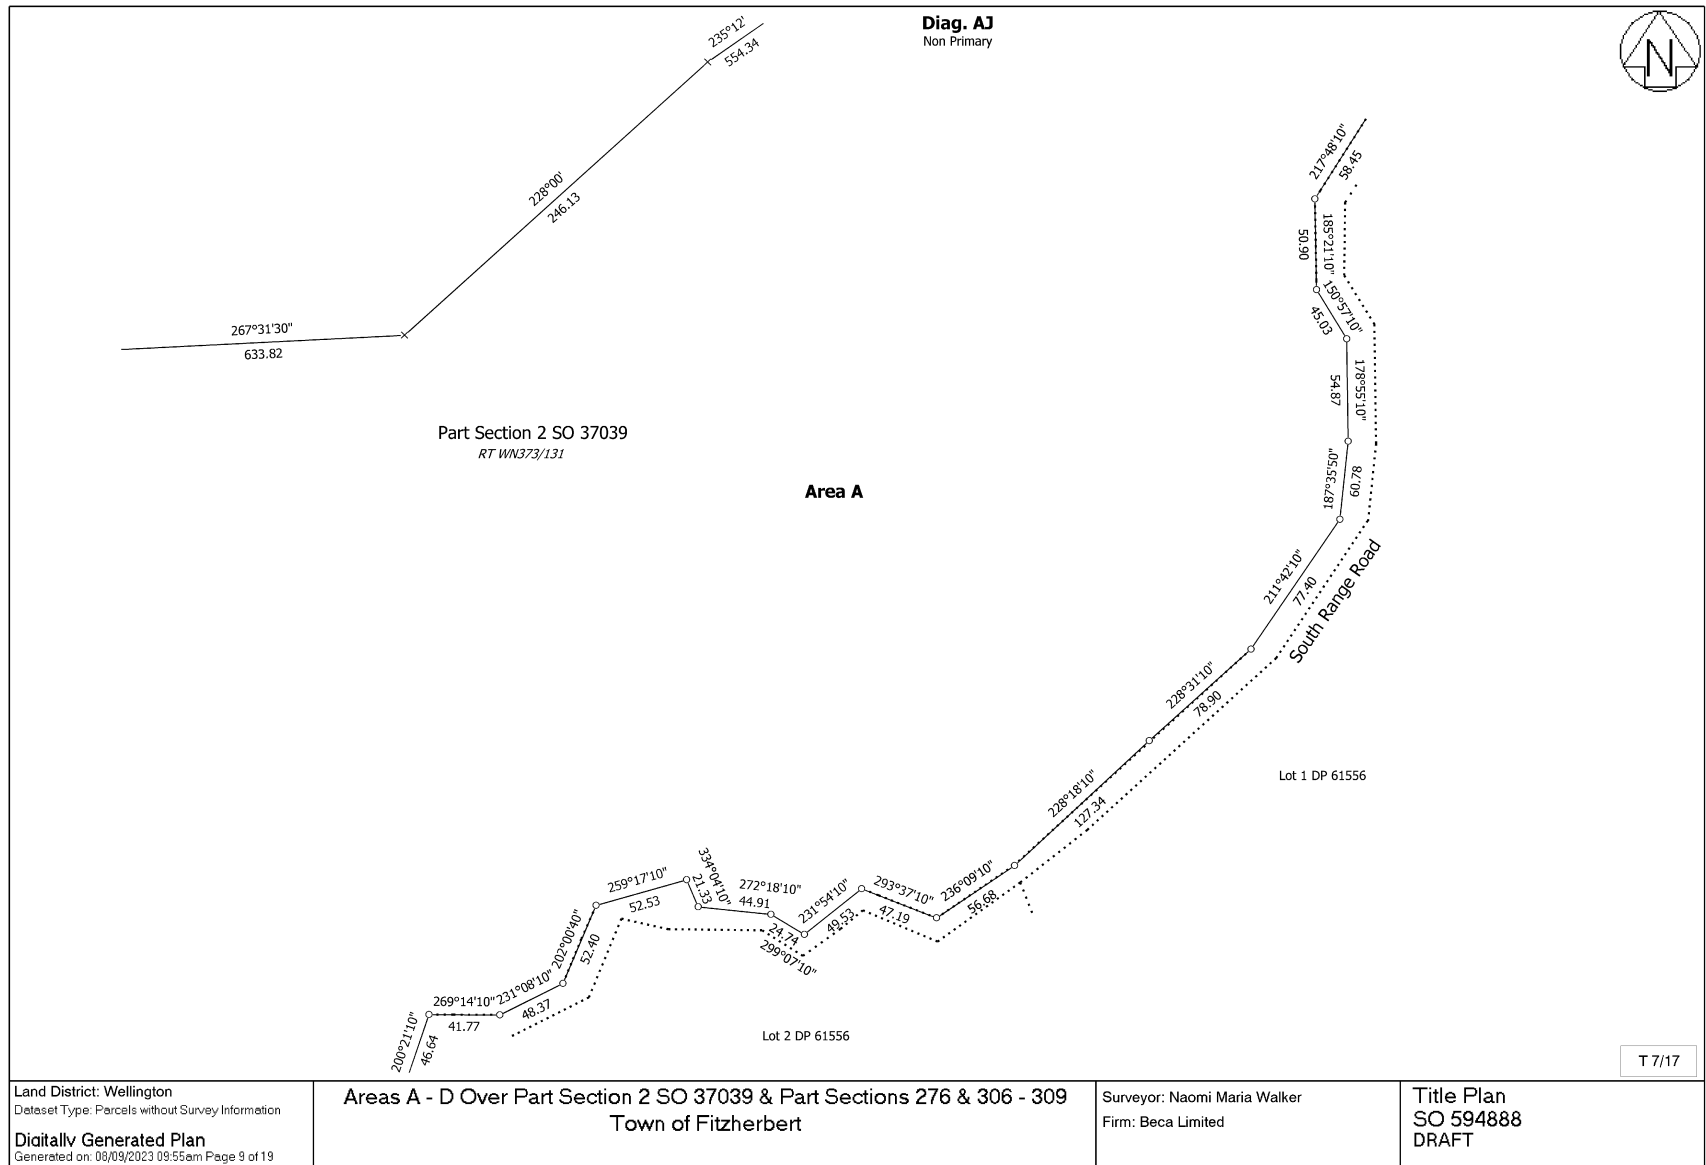 Diag. AJ
Non Primary
N
235°12'
554.34
228°00'
246.13
267°31'30"
633.82
217°48'10"
58.45
185°21'10"
50.90
150°57'10"
45.03
178°55'10"
54.87
187°35'50"
60.78
Part Section 2 SO 37039
RT WN373/131
Area A
211°42'10"
77.40
South Range Road
228°31'10"
78.90
Lot 1 DP 61556
228°18'10"
127.34
236°09'10"
56.68
293°37'10"
47.19
231°54'10"
49.53
299°07'10"
24.74
272°18'10"
44.91
334°04'10"
21.33
259°17'10"
52.53
202°00'40"
52.40
231°08'10"
48.37
269°14'10"
41.77
200°21'10"
46.64
Lot 2 DP 61556
T 7/17
Land District: Wellington
Dataset Type: Parcels without Survey Information
Digitally Generated Plan
Generated on: 08/09/2023 09:55am Page 9 of 19
Areas A - D Over Part Section 2 SO 37039 & Part Sections 276 & 306 - 309
Town of Fitzherbert
Surveyor: Naomi Maria Walker
Firm: Beca Limited
Title Plan
SO 594888
DRAFT